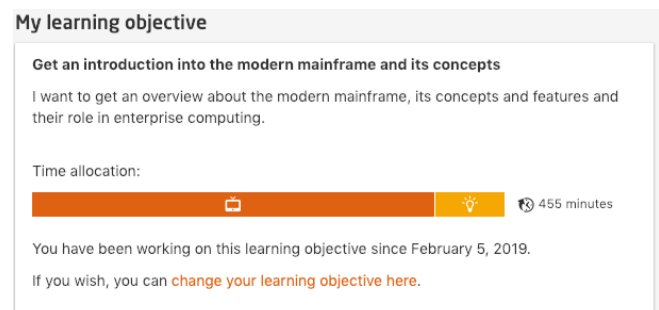 My learning objective
Get an introduction into the modern mainframe and its concepts
I want to get an overview about the modern mainframe, its concepts and features and
their role in enterprise computing.
Time allocation:
455 minutes
You have been working on this learning objective since February 5, 2019.
If you wish, you can change your learning objective here.